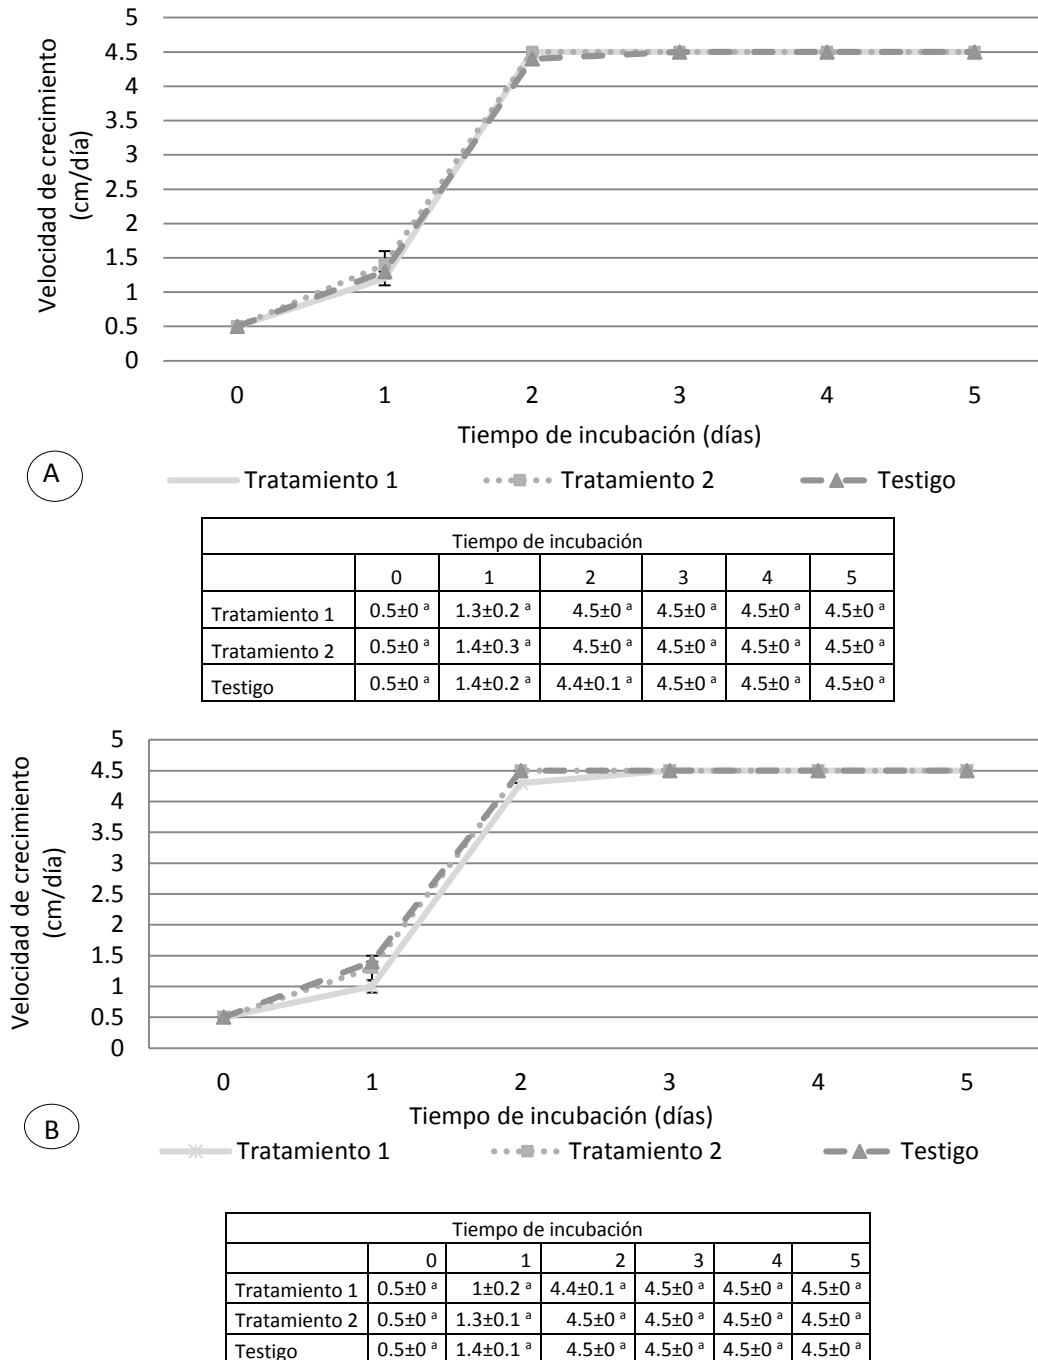 5
4.5
4
3.5
3
2.5
2
1.5
1
0.5
0
Velocidad de crecimiento
(cm/día)
0 1 2 3 4 5
Tiempo de incubación (días)
A
Tratamiento 1 Tratamiento 2 Testigo
Tiempo de incubación
0 1 2 3 4 5
Tratamiento 1 0.5±0 ᵃ 1.3±0.2 ᵃ 4.5±0 ᵃ 4.5±0 ᵃ 4.5±0 ᵃ 4.5±0 ᵃ
Tratamiento 2 0.5±0 ᵃ 1.4±0.3 ᵃ 4.5±0 ᵃ 4.5±0 ᵃ 4.5±0 ᵃ 4.5±0 ᵃ
Testigo 0.5±0 ᵃ 1.4±0.2 ᵃ 4.4±0.1 ᵃ 4.5±0 ᵃ 4.5±0 ᵃ 4.5±0 ᵃ
5
4.5
4
3.5
3
2.5
2
1.5
1
0.5
0
Velocidad de crecimiento
(cm/día)
0 1 2 3 4 5
Tiempo de incubación (días)
B
Tratamiento 1 Tratamiento 2 Testigo
Tiempo de incubación
0 1 2 3 4 5
Tratamiento 1 0.5±0 ᵃ 1±0.2 ᵃ 4.4±0.1 ᵃ 4.5±0 ᵃ 4.5±0 ᵃ 4.5±0 ᵃ
Tratamiento 2 0.5±0 ᵃ 1.3±0.1 ᵃ 4.5±0 ᵃ 4.5±0 ᵃ 4.5±0 ᵃ 4.5±0 ᵃ
Testigo 0.5±0 ᵃ 1.4±0.1 ᵃ 4.5±0 ᵃ 4.5±0 ᵃ 4.5±0 ᵃ 4.5±0 ᵃ